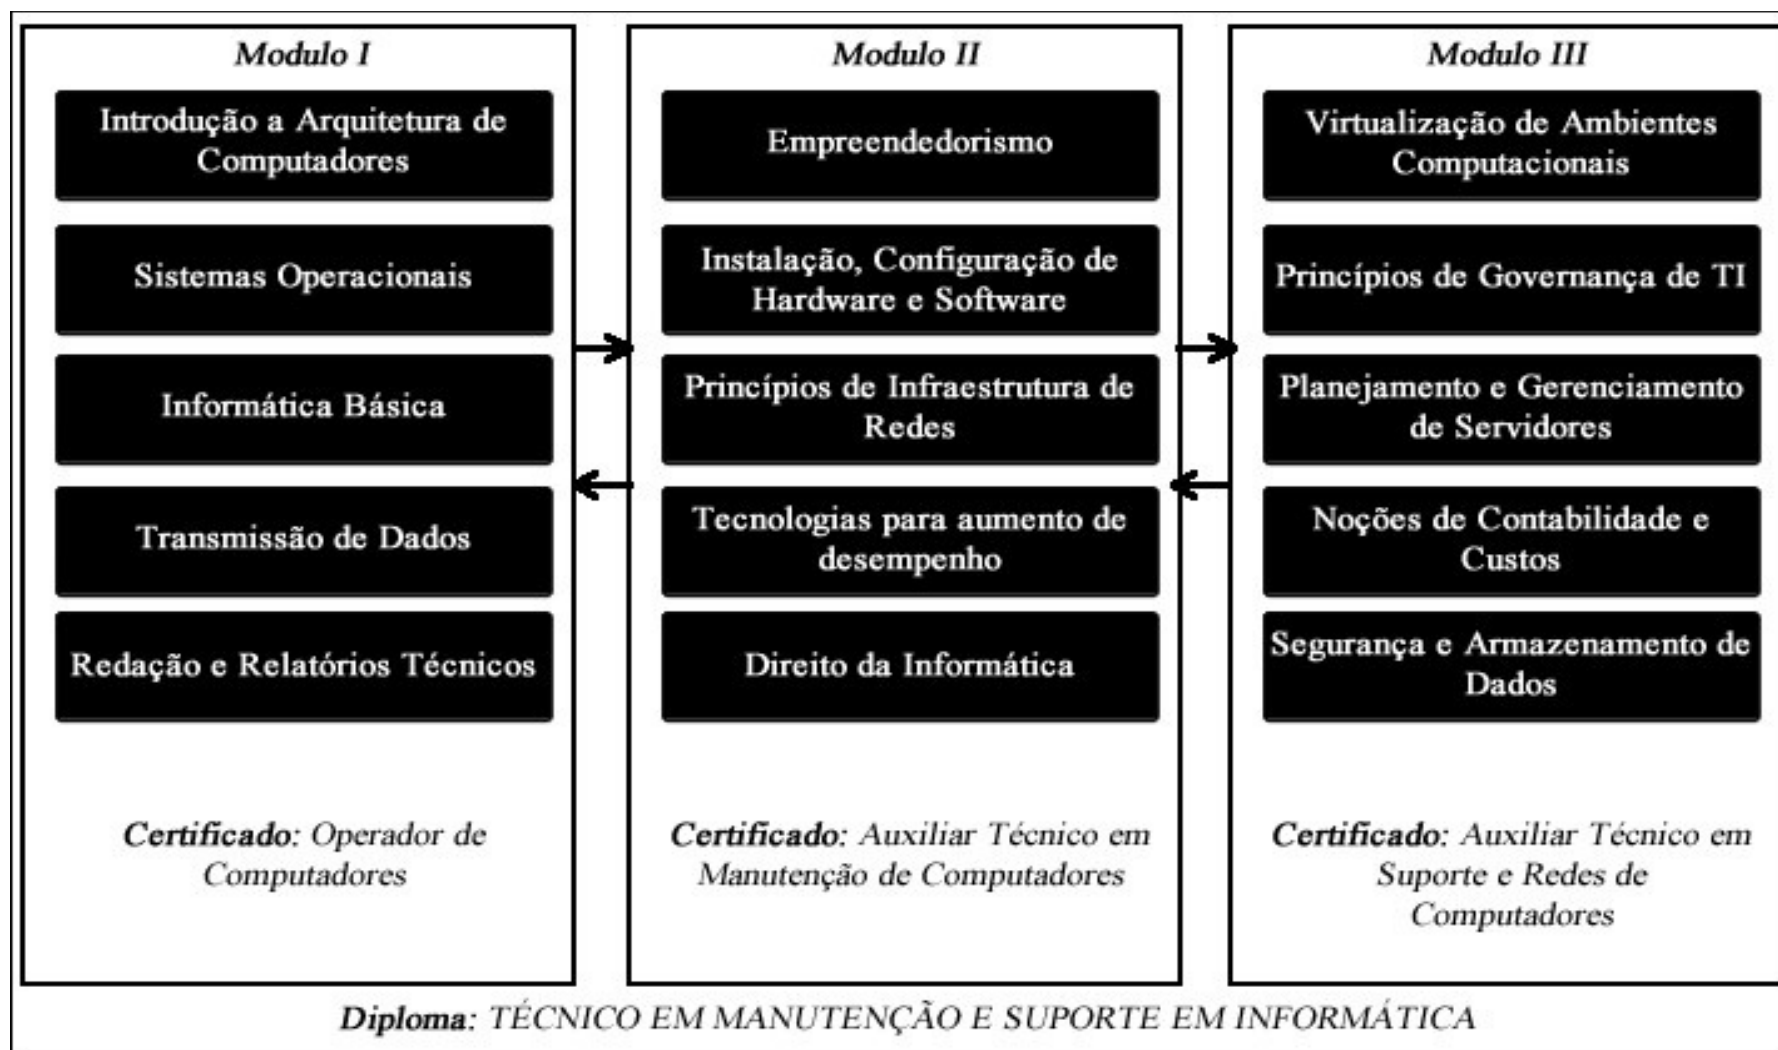 Modulo I
Introdução a Arquitetura de
Computadores
Sistemas Operacionais
Informática Básica
Transmissão de Dados
Redação e Relatórios Técnicos
Certificado: Operador de
Computadores
Modulo II
Empreendedorismo
Instalação, Configuração de
Hardware e Software
Princípios de Infraestrutura de
Redes
Tecnologias para aumento de
desempenho
Direito da Informática
Certificado: Auxiliar Técnico em
Manutenção de Computadores
Modulo III
Virtualização de Ambientes
Computacionais
Princípios de Governança de TI
Planejamento e Gerenciamento
de Servidores
Noções de Contabilidade e
Custos
Segurança e Armazenamento de
Dados
Certificado: Auxiliar Técnico em
Suporte e Redes de
Computadores
Diploma: TÉCNICO EM MANUTENÇÃO E SUPORTE EM INFORMÁTICA